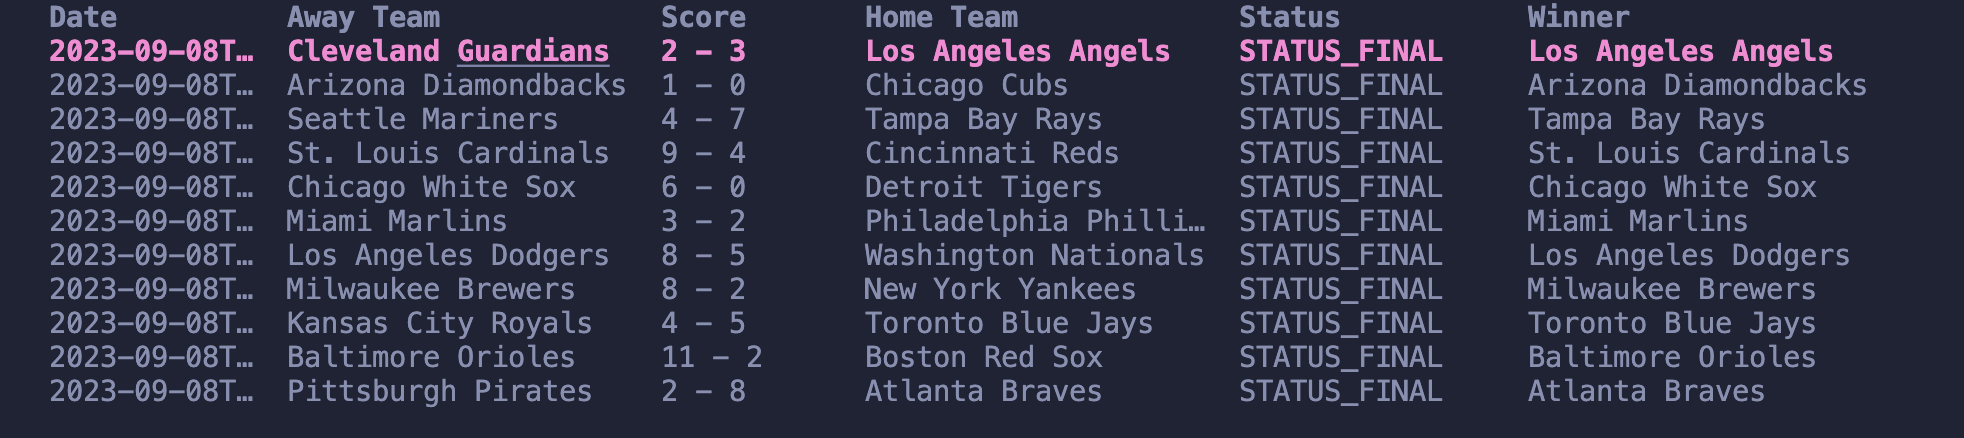 Date Away Team Score Home Team Status Winner
2023-09-08T… Cleveland Guardians 2 - 3 Los Angeles Angels STATUS_FINAL Los Angeles Angels
2023-09-08T… Arizona Diamondbacks 1 - 0 Chicago Cubs STATUS_FINAL Arizona Diamondbacks
2023-09-08T… Seattle Mariners 4 - 7 Tampa Bay Rays STATUS_FINAL Tampa Bay Rays
2023-09-08T… St. Louis Cardinals 9 - 4 Cincinnati Reds STATUS_FINAL St. Louis Cardinals
2023-09-08T… Chicago White Sox 6 - 0 Detroit Tigers STATUS_FINAL Chicago White Sox
2023-09-08T… Miami Marlins 3 - 2 Philadelphia Philli… STATUS_FINAL Miami Marlins
2023-09-08T… Los Angeles Dodgers 8 - 5 Washington Nationals STATUS_FINAL Los Angeles Dodgers
2023-09-08T… Milwaukee Brewers 8 - 2 New York Yankees STATUS_FINAL Milwaukee Brewers
2023-09-08T… Kansas City Royals 4 - 5 Toronto Blue Jays STATUS_FINAL Toronto Blue Jays
2023-09-08T… Baltimore Orioles 11 - 2 Boston Red Sox STATUS_FINAL Baltimore Orioles
2023-09-08T… Pittsburgh Pirates 2 - 8 Atlanta Braves STATUS_FINAL Atlanta Braves